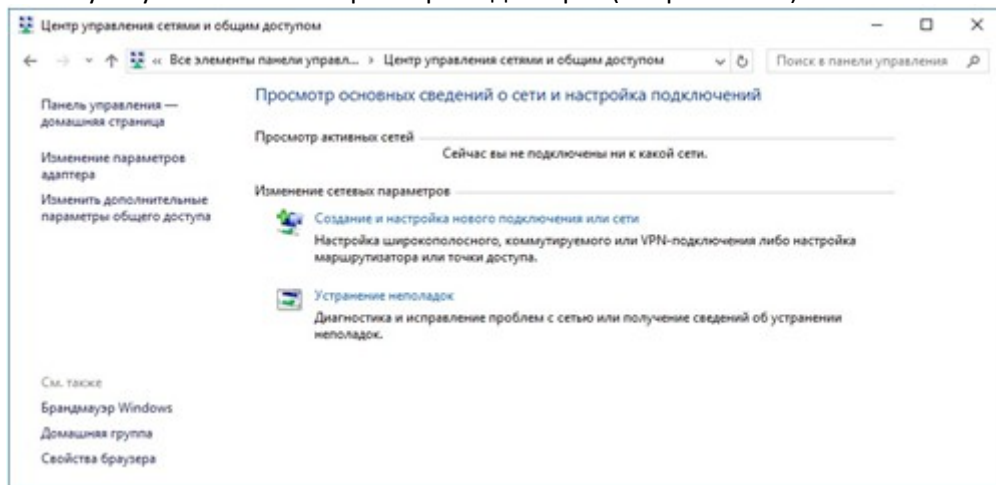 Центр управления сетями и общим доступом
« Все элементы панели управл... › Центр управления сетями и общим доступом
Поиск в панели управления
Панель управления —
домашняя страница
Изменение параметров
адаптера
Изменить дополнительные
параметры общего доступа
Просмотр основных сведений о сети и настройка подключений
Просмотр активных сетей
Сейчас вы не подключены ни к какой сети.
Изменение сетевых параметров
Создание и настройка нового подключения или сети
Настройка широкополосного, коммутируемого или VPN-подключения либо настройка
маршрутизатора или точки доступа.
Устранение неполадок
Диагностика и исправление проблем с сетью или получение сведений об устранении
неполадок.
См. также
Брандмауэр Windows
Домашняя группа
Свойства браузера